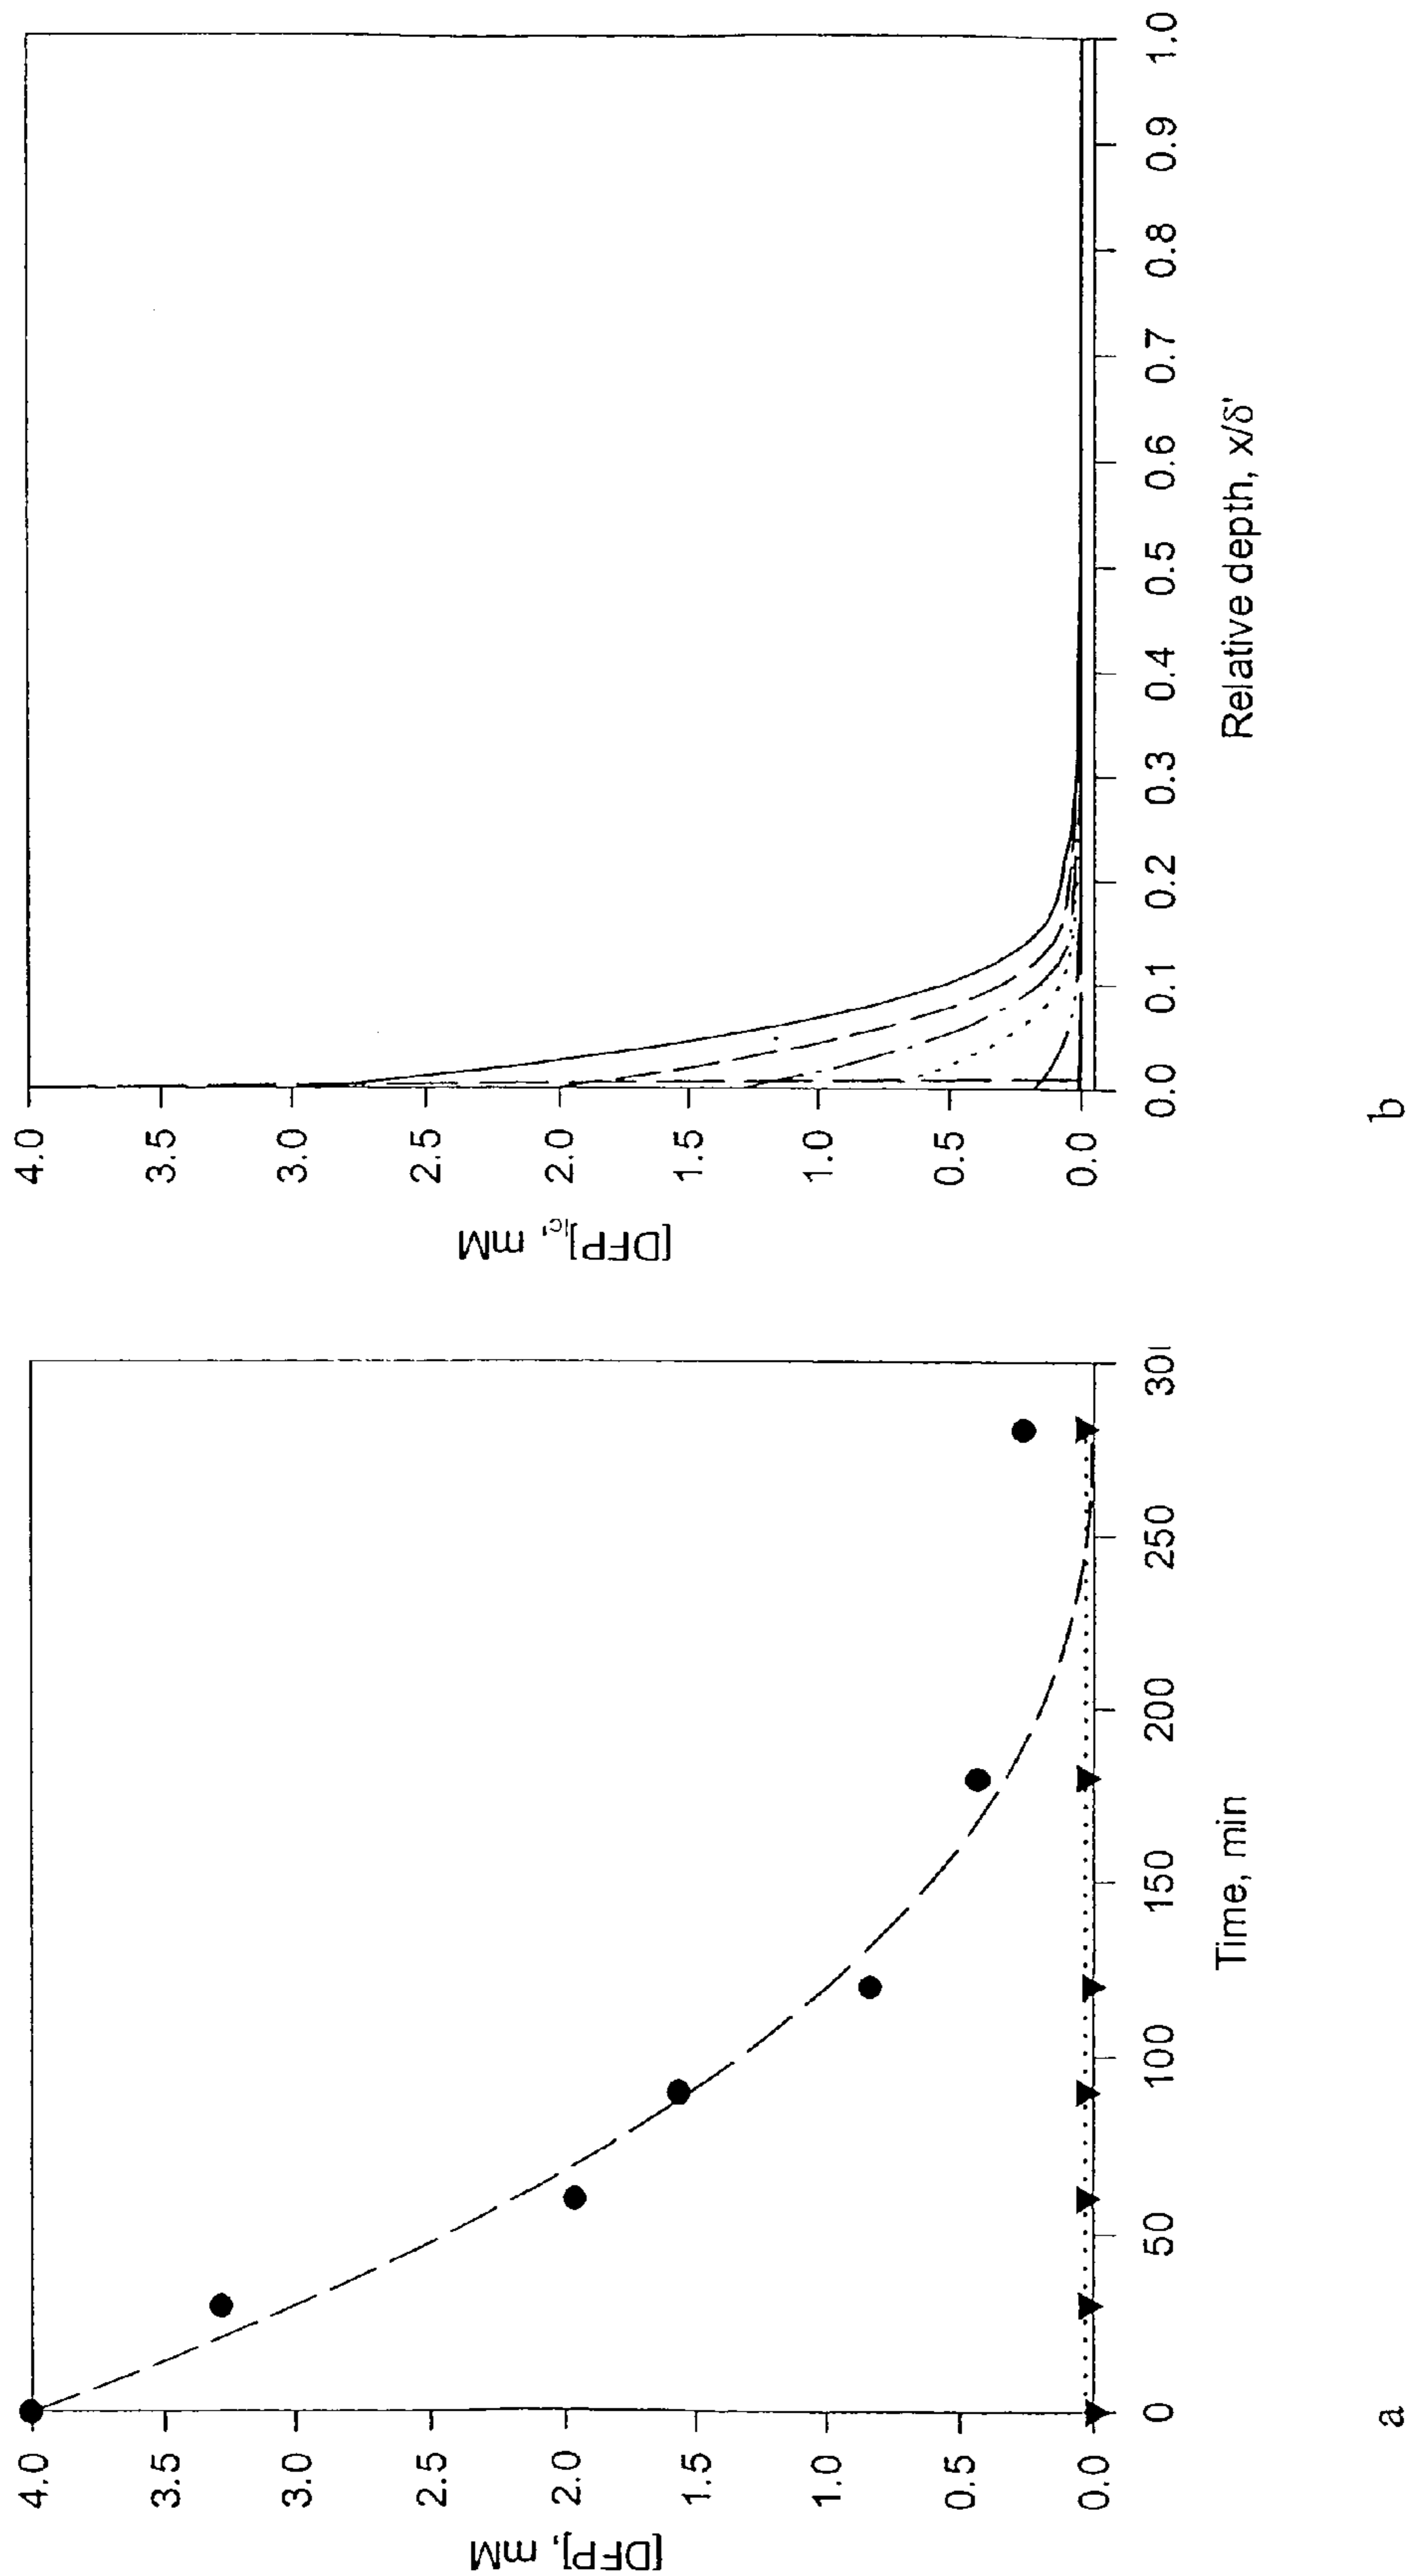 4.0
3.5
3.0
2.5
2.0
1.5
1.0
0.5
0.0
[DFP], mM
0 50 100 150 200 250 30
Time, min
a
4.0
3.5
3.0
2.5
2.0
1.5
1.0
0.5
0.0
[DFP]lc, mM
0.0 0.1 0.2 0.3 0.4 0.5 0.6 0.7 0.8 0.9 1.0
Relative depth, x/δ'
b